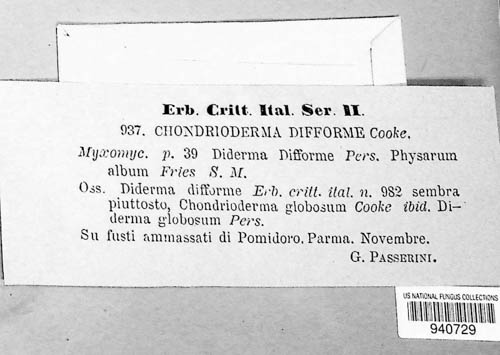 Erb. Critt. Ital. Ser. II.
937. CHONDRIODERMA DIFFORME Cooke.
Myxomyc. p. 39 Diderma Difforme Pers. Physarum
album Fries S. M.
Oss. Diderma difforme Erb. critt. ital. n. 982 sembra
piuttosto, Chondrioderma globosum Cooke ibid. Di-
derma globosum Pers.
Su fusti ammassati di Pomidoro. Parma. Novembre.
G. PASSERINI.
US NATIONAL FUNGUS COLLECTIONS
940729